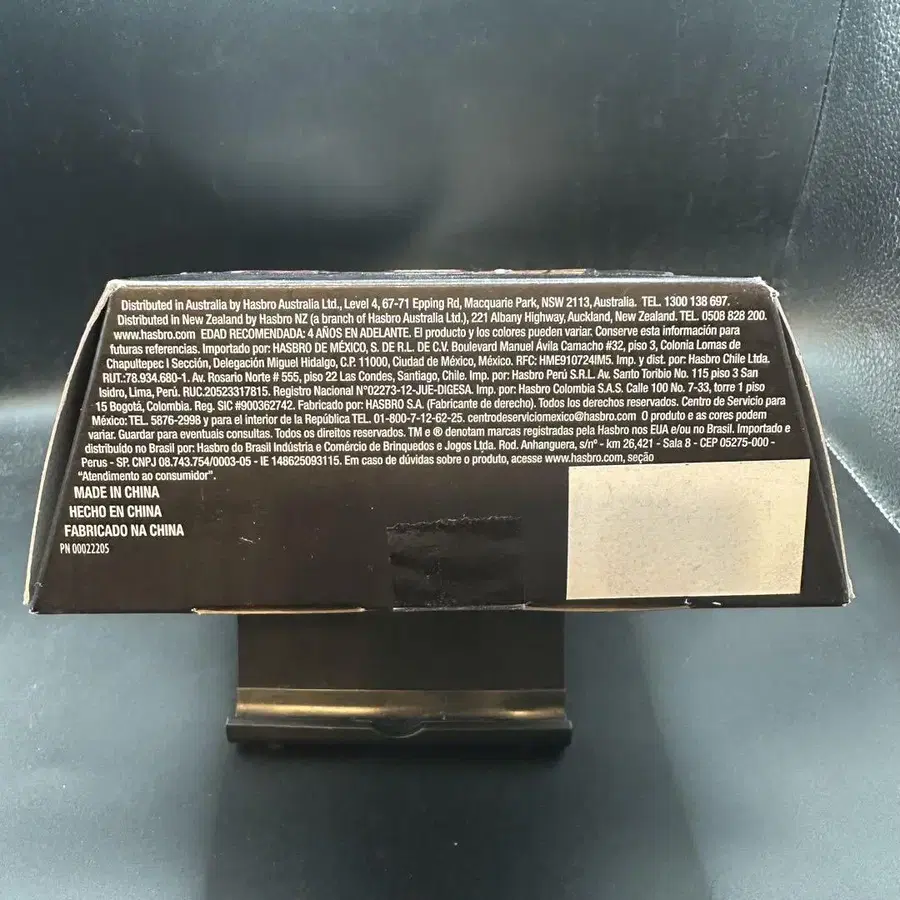 Distributed in Australia by Hasbro Australia Ltd., Level 4, 67-71 Epping Rd, Macquarie Park, NSW 2113, Australia. TEL. 1300 138 697.
Distributed in New Zealand by Hasbro NZ (a branch of Hasbro Australia Ltd.), 221 Albany Highway, Auckland, New Zealand. TEL. 0508 828 200.
www.hasbro.com EDAD RECOMENDADA: 4 AÑOS EN ADELANTE. El producto y los colores pueden variar. Conserve esta información para
futuras referencias. Importado por: HASBRO DE MÉXICO, S. DE R.L. DE C.V. Boulevard Manuel Ávila Camacho #32, piso 3, Colonia Lomas de
Chapultepec I Sección, Delegación Miguel Hidalgo, C.P. 11000, Ciudad de México, México. RFC: HME910724IM5. Imp. y dist. por: Hasbro Chile Ltda.
RUT.:78.934.680-1. Av. Rosario Norte # 555, piso 22 Las Condes, Santiago, Chile. Imp. por: Hasbro Perú S.R.L. Av. Santo Toribio No. 115 piso 3 San
Isidro, Lima, Perú. RUC.20523317815. Registro Nacional N°02273-12-JUE-DIGESA. Imp. por: Hasbro Colombia S.A.S. Calle 100 No. 7-33, torre 1 piso
15 Bogotá, Colombia. Reg. SIC #900362742. Fabricado por: HASBRO S.A. (Fabricante de derecho). Todos los derechos reservados. Centro de Servicio para
México: TEL. 5876-2998 y para el interior de la República TEL. 01-800-7-12-62-25. centrodeserviciomexico@hasbro.com O produto e as cores podem
variar. Guardar para eventuais consultas. Todos os direitos reservados. TM e ® denotam marcas registradas pela Hasbro nos EUA e/ou no Brasil. Importado e
distribuído no Brasil por: Hasbro do Brasil Indústria e Comércio de Brinquedos e Jogos Ltda. Rod. Anhanguera, s/nº - km 26,421 - Sala 8 - CEP 05275-000 -
Perus - SP. CNPJ 08.743.754/0003-05 - IE 148625093115. Em caso de dúvidas sobre o produto, acesse www.hasbro.com, seção
"Atendimento ao consumidor".
MADE IN CHINA
HECHO EN CHINA
FABRICADO NA CHINA
PN 00022205